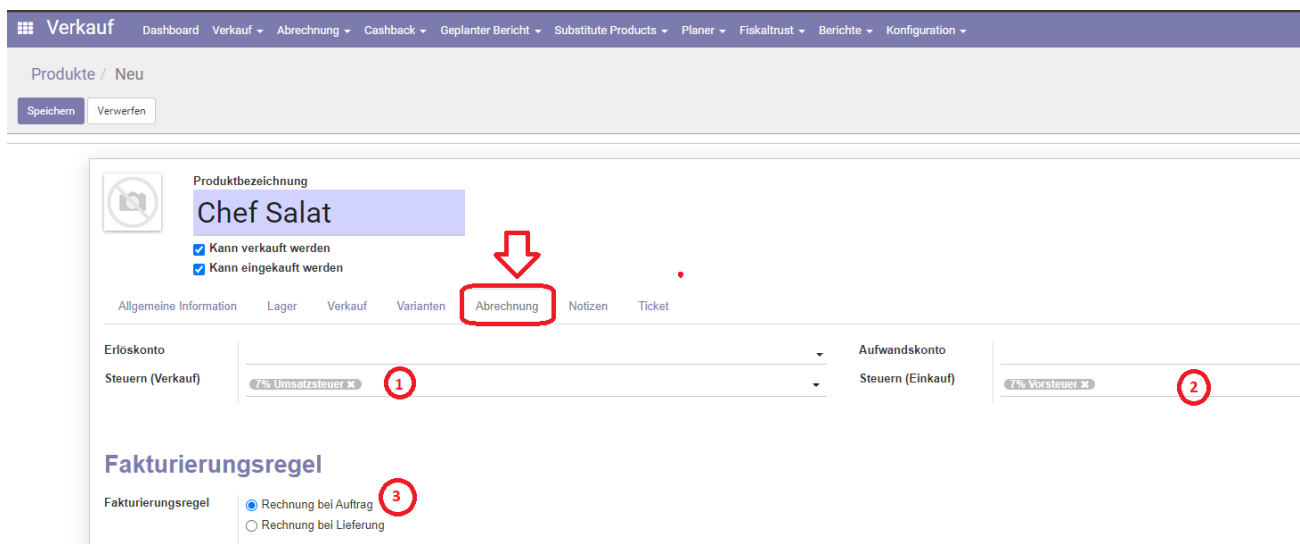 Verkauf Dashboard Verkauf Abrechnung Cashback Geplanter Bericht Substitute Products Planer Fiskaltrust Berichte Konfiguration
Produkte / Neu
Speichern Verwerfen
Produktbezeichnung
Chef Salat
Kann verkauft werden
Kann eingekauft werden
Allgemeine Information Lager Verkauf Varianten Abrechnung Notizen Ticket
Erlöskonto Aufwandskonto
Steuern (Verkauf) 7% Umsatzsteuer x 1 Steuern (Einkauf) 7% Vorsteuer x 2
Fakturierungsregel
Fakturierungsregel Rechnung bei Auftrag 3
Rechnung bei Lieferung